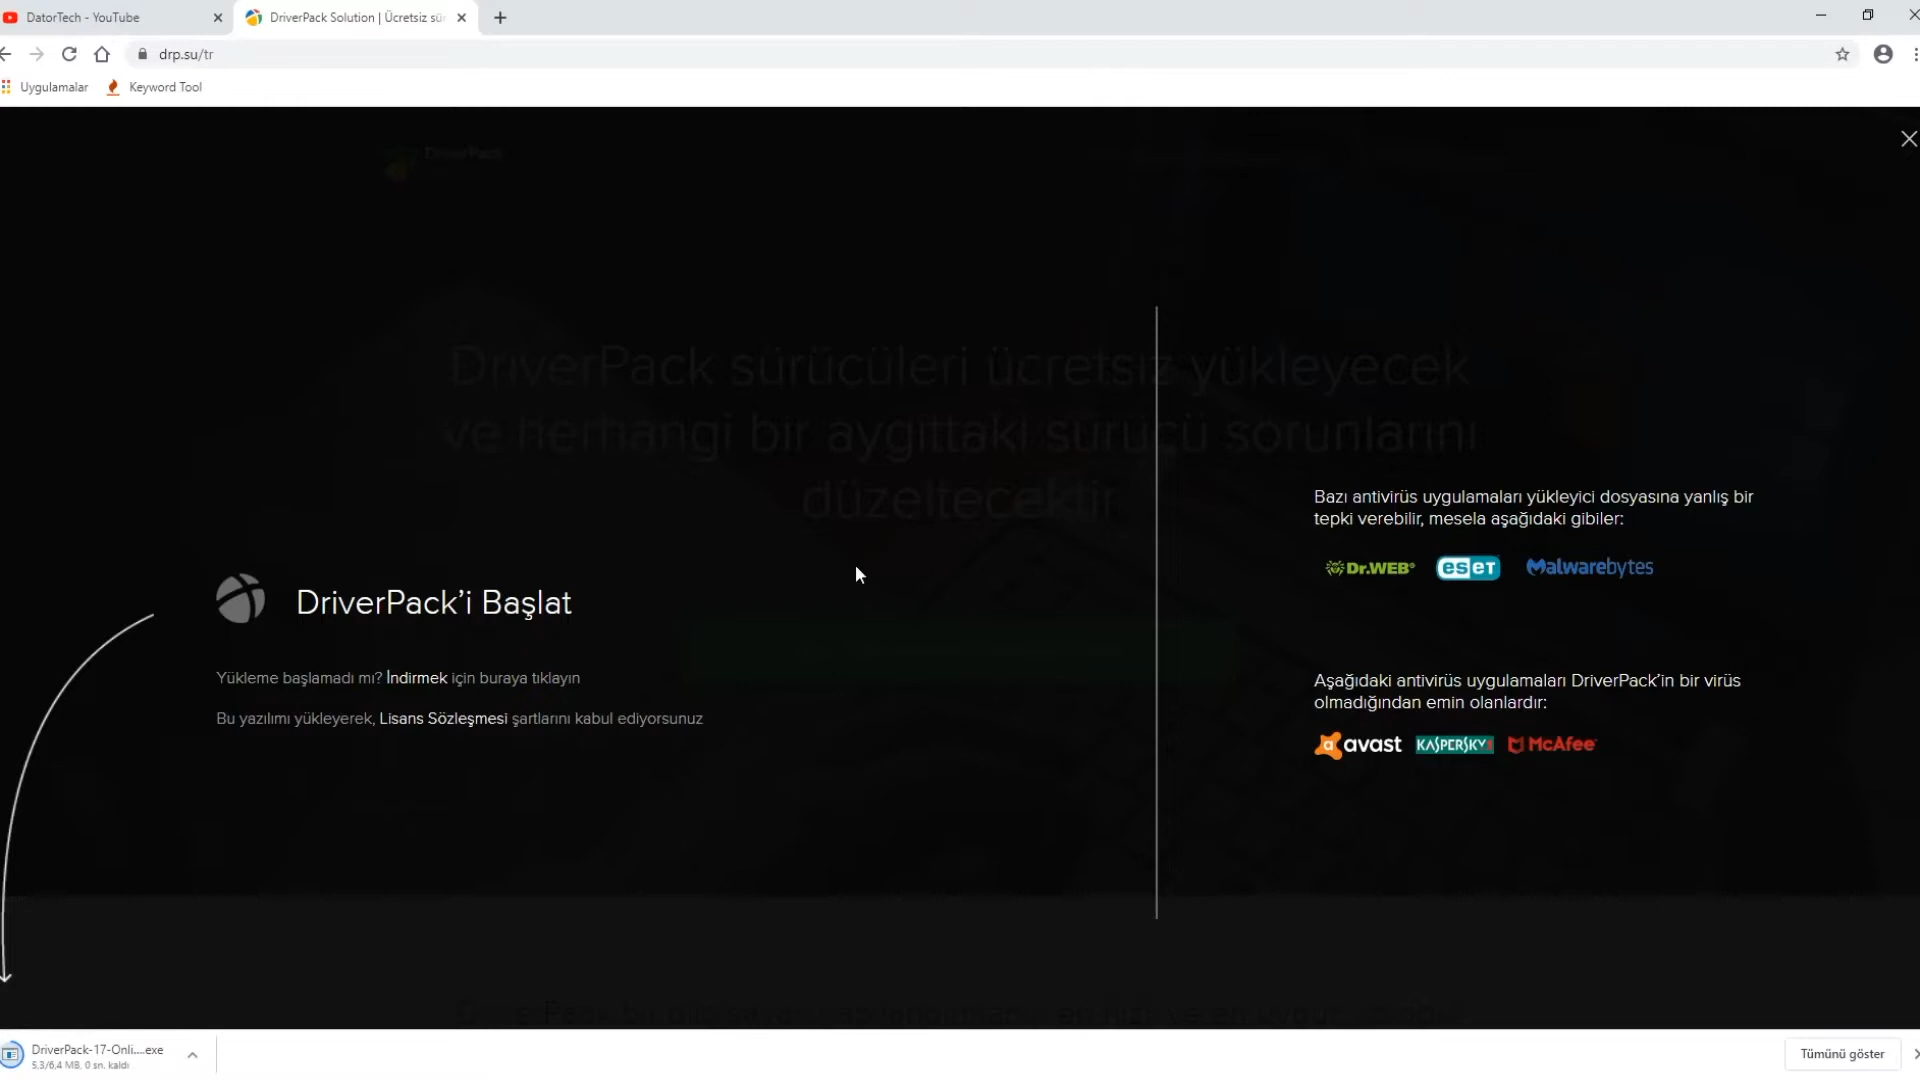 DatorTech - YouTube
DriverPack Solution | Ücretsiz sür
drp.su/tr
Uygulamalar
Keyword Tool
DriverPack
DriverPack sürücüleri ücretsiz yükleyecek
ve herhangi bir aygıttaki sürücü sorunlarını
düzeltecektir
Bazı antivirüs uygulamaları yükleyici dosyasına yanlış bir
tepki verebilir, mesela aşağıdaki gibiler:
Dr.WEB®
eseT
Malwarebytes
DriverPack'i Başlat
Yükleme başlamadı mı? İndirmek için buraya tıklayın
Bu yazılımı yükleyerek, Lisans Sözleşmesi şartlarını kabul ediyorsunuz
Aşağıdaki antivirüs uygulamaları DriverPack'in bir virüs
olmadığından emin olanlardır:
avast
KASPERSKY
McAfee
DriverPack-17-Onli....exe
5,3/6,4 MB, 0 sn. kaldı
Tümünü göster